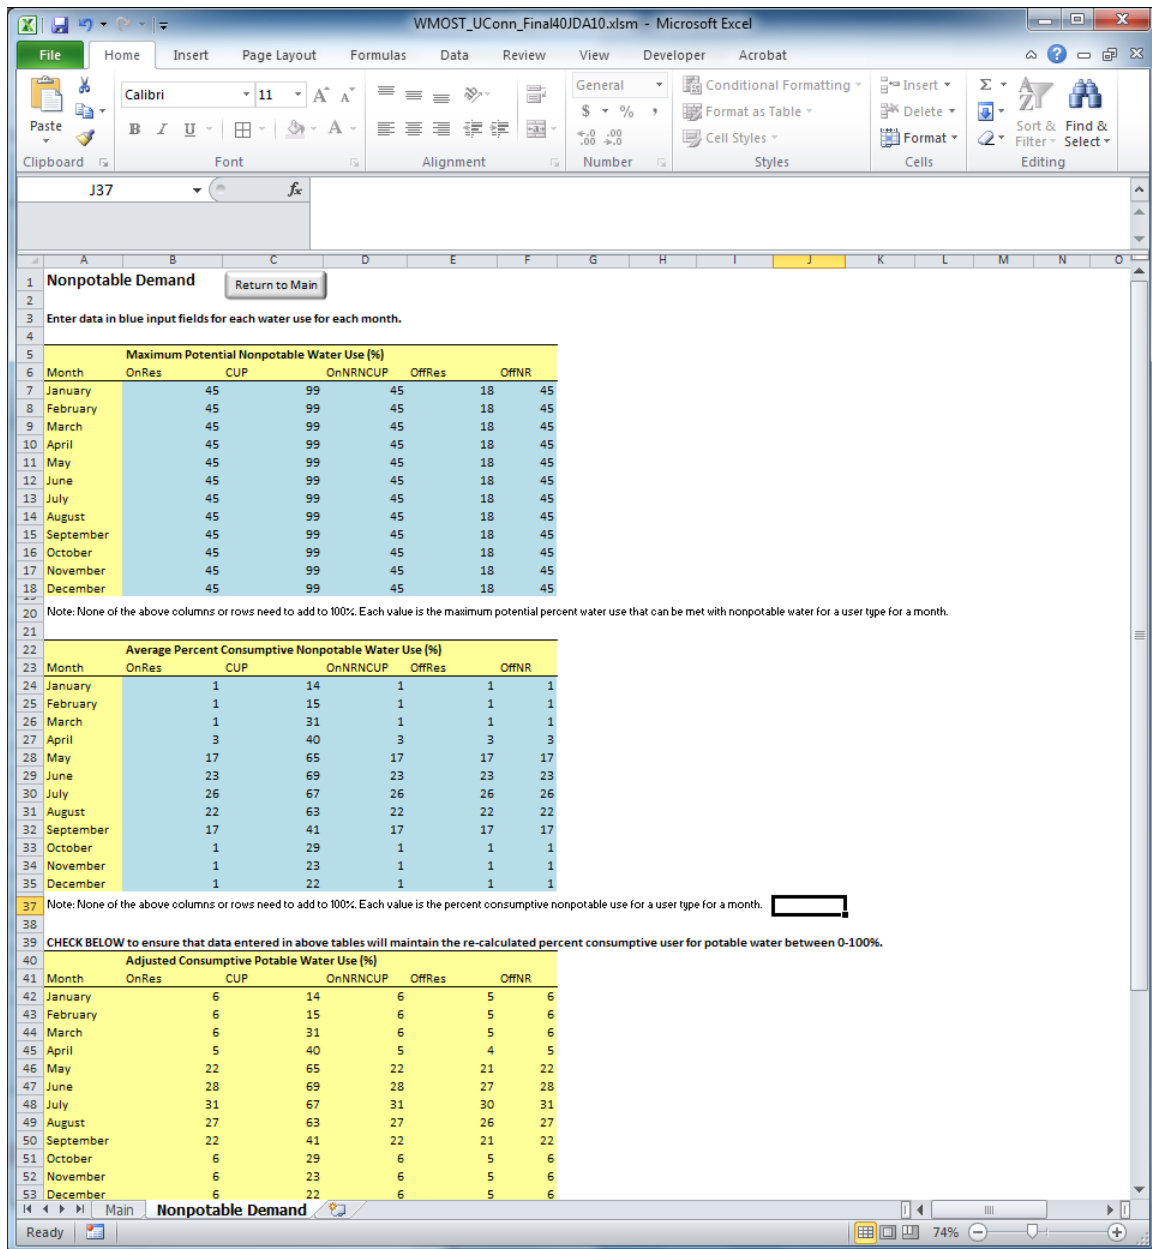 WMOST_UConn_Final40JDA10.xlsm - Microsoft Excel
File Home Insert Page Layout Formulas Data Review View Developer Acrobat
Calibri 11 A A General Conditional Formatting Insert Σ
Paste B I U A $ % , Format as Table Delete Sort & Filter Find & Select
.0 .00 .00 .0 Cell Styles Format
Clipboard Font Alignment Number Styles Cells Editing
J37 fx
A B C D E F G H I J K L M N O
1 Nonpotable Demand Return to Main
2
3 Enter data in blue input fields for each water use for each month.
4
5 Maximum Potential Nonpotable Water Use (%)
6 Month OnRes CUP OnNRNCUP OffRes OffNR
7 January 45 99 45 18 45
8 February 45 99 45 18 45
9 March 45 99 45 18 45
10 April 45 99 45 18 45
11 May 45 99 45 18 45
12 June 45 99 45 18 45
13 July 45 99 45 18 45
14 August 45 99 45 18 45
15 September 45 99 45 18 45
16 October 45 99 45 18 45
17 November 45 99 45 18 45
18 December 45 99 45 18 45
20 Note: None of the above columns or rows need to add to 100%. Each value is the maximum potential percent water use that can be met with nonpotable water for a user type for a month.
21
22 Average Percent Consumptive Nonpotable Water Use (%)
23 Month OnRes CUP OnNRNCUP OffRes OffNR
24 January 1 14 1 1 1
25 February 1 15 1 1 1
26 March 1 31 1 1 1
27 April 3 40 3 3 3
28 May 17 65 17 17 17
29 June 23 69 23 23 23
30 July 26 67 26 26 26
31 August 22 63 22 22 22
32 September 17 41 17 17 17
33 October 1 29 1 1 1
34 November 1 23 1 1 1
35 December 1 22 1 1 1
37 Note: None of the above columns or rows need to add to 100%. Each value is the percent consumptive nonpotable use for a user type for a month.
38
39 CHECK BELOW to ensure that data entered in above tables will maintain the re-calculated percent consumptive user for potable water between 0-100%.
40 Adjusted Consumptive Potable Water Use (%)
41 Month OnRes CUP OnNRNCUP OffRes OffNR
42 January 6 14 6 5 6
43 February 6 15 6 5 6
44 March 6 31 6 5 6
45 April 5 40 5 4 5
46 May 22 65 22 21 22
47 June 28 69 28 27 28
48 July 31 67 31 30 31
49 August 27 63 27 26 27
50 September 22 41 22 21 22
51 October 6 29 6 5 6
52 November 6 23 6 5 6
53 December 6 22 6 5 6
Main Nonpotable Demand
Ready 74%